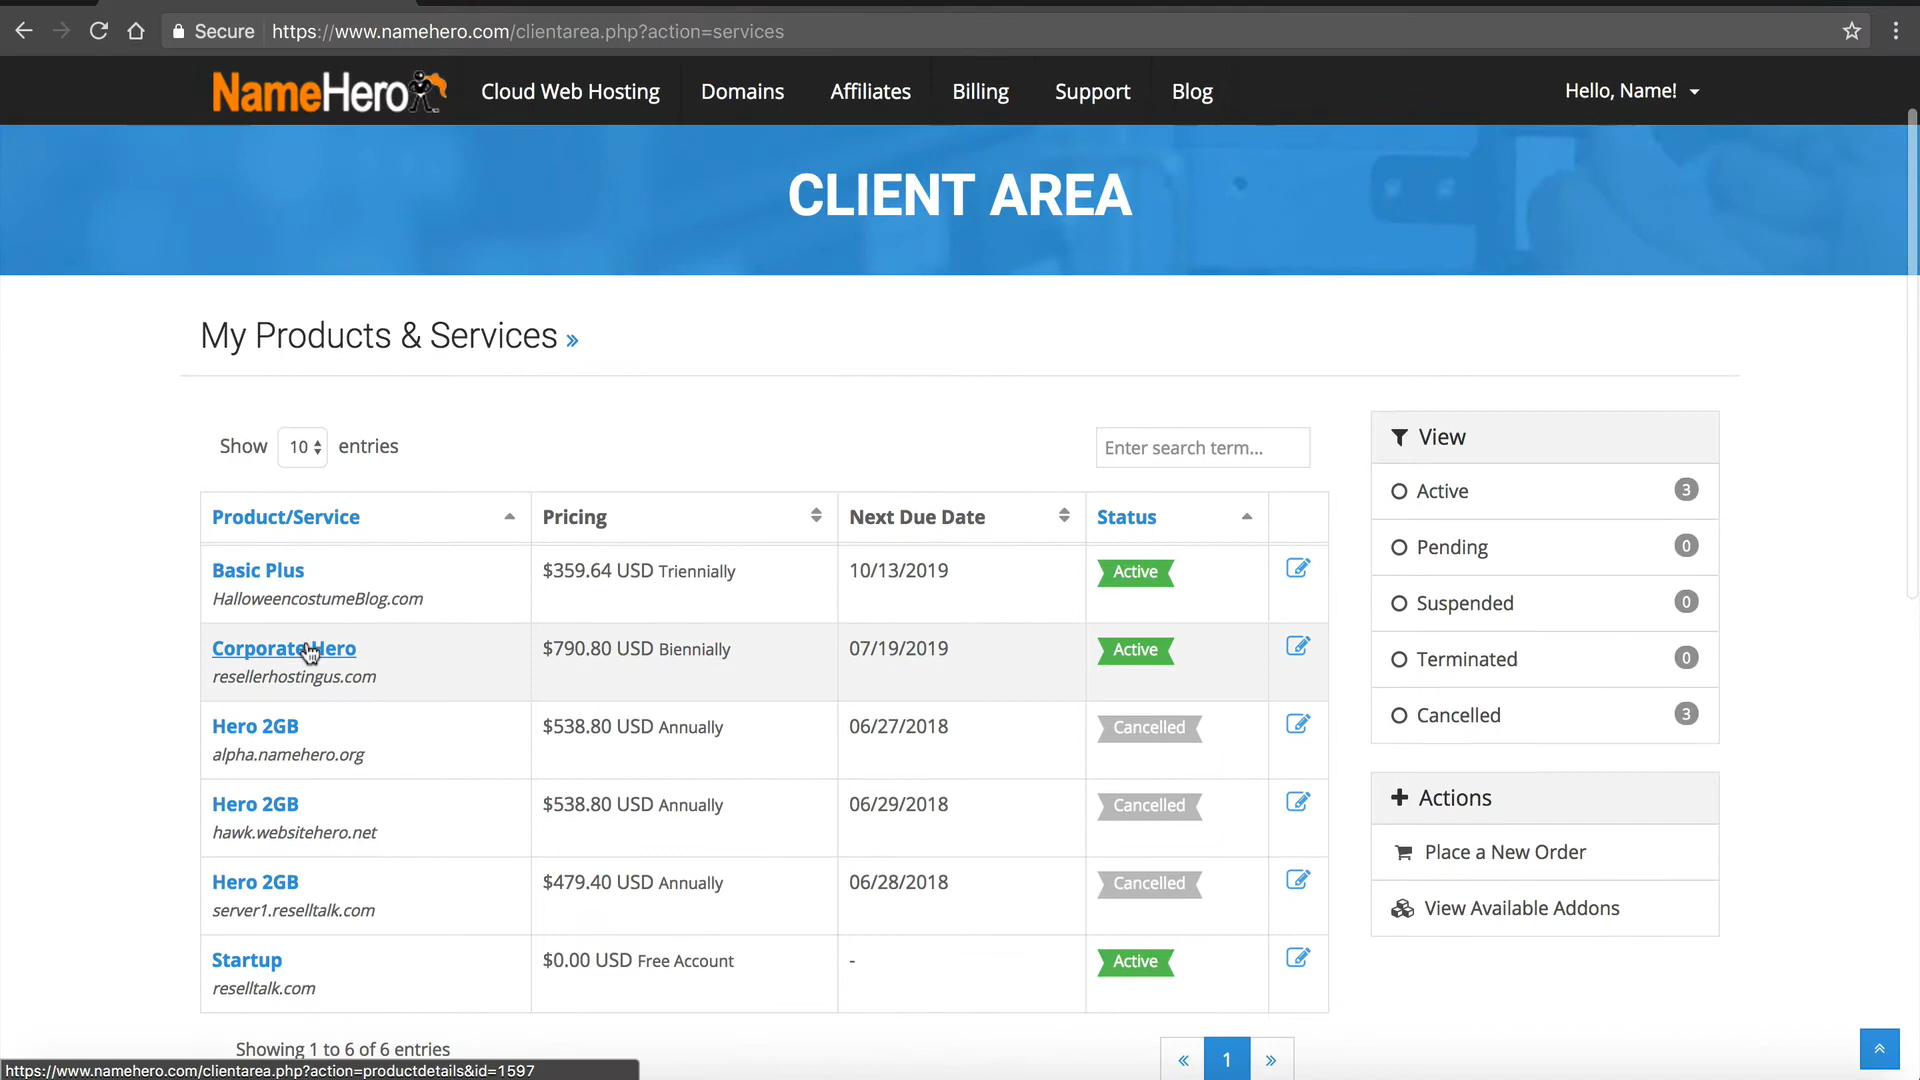 Secure https://www.namehero.com/clientarea.php?action=services
NameHero Cloud Web Hosting Domains Affiliates Billing Support Blog Hello, Name!
CLIENT AREA
My Products & Services »
Show 10 entries Enter search term...
Product/Service Pricing Next Due Date Status
Basic Plus $359.64 USD Triennially 10/13/2019 Active
HalloweencostumeBlog.com
Corporate Hero $790.80 USD Biennially 07/19/2019 Active
resellerhostingus.com
Hero 2GB $538.80 USD Annually 06/27/2018 Cancelled
alpha.namehero.org
Hero 2GB $538.80 USD Annually 06/29/2018 Cancelled
hawk.websitehero.net
Hero 2GB $479.40 USD Annually 06/28/2018 Cancelled
server1.reselltalk.com
Startup $0.00 USD Free Account - Active
reselltalk.com
Showing 1 to 6 of 6 entries
« 1 »
View
Active 3
Pending 0
Suspended 0
Terminated 0
Cancelled 3
Actions
Place a New Order
View Available Addons
https://www.namehero.com/clientarea.php?action=productdetails&id=1597